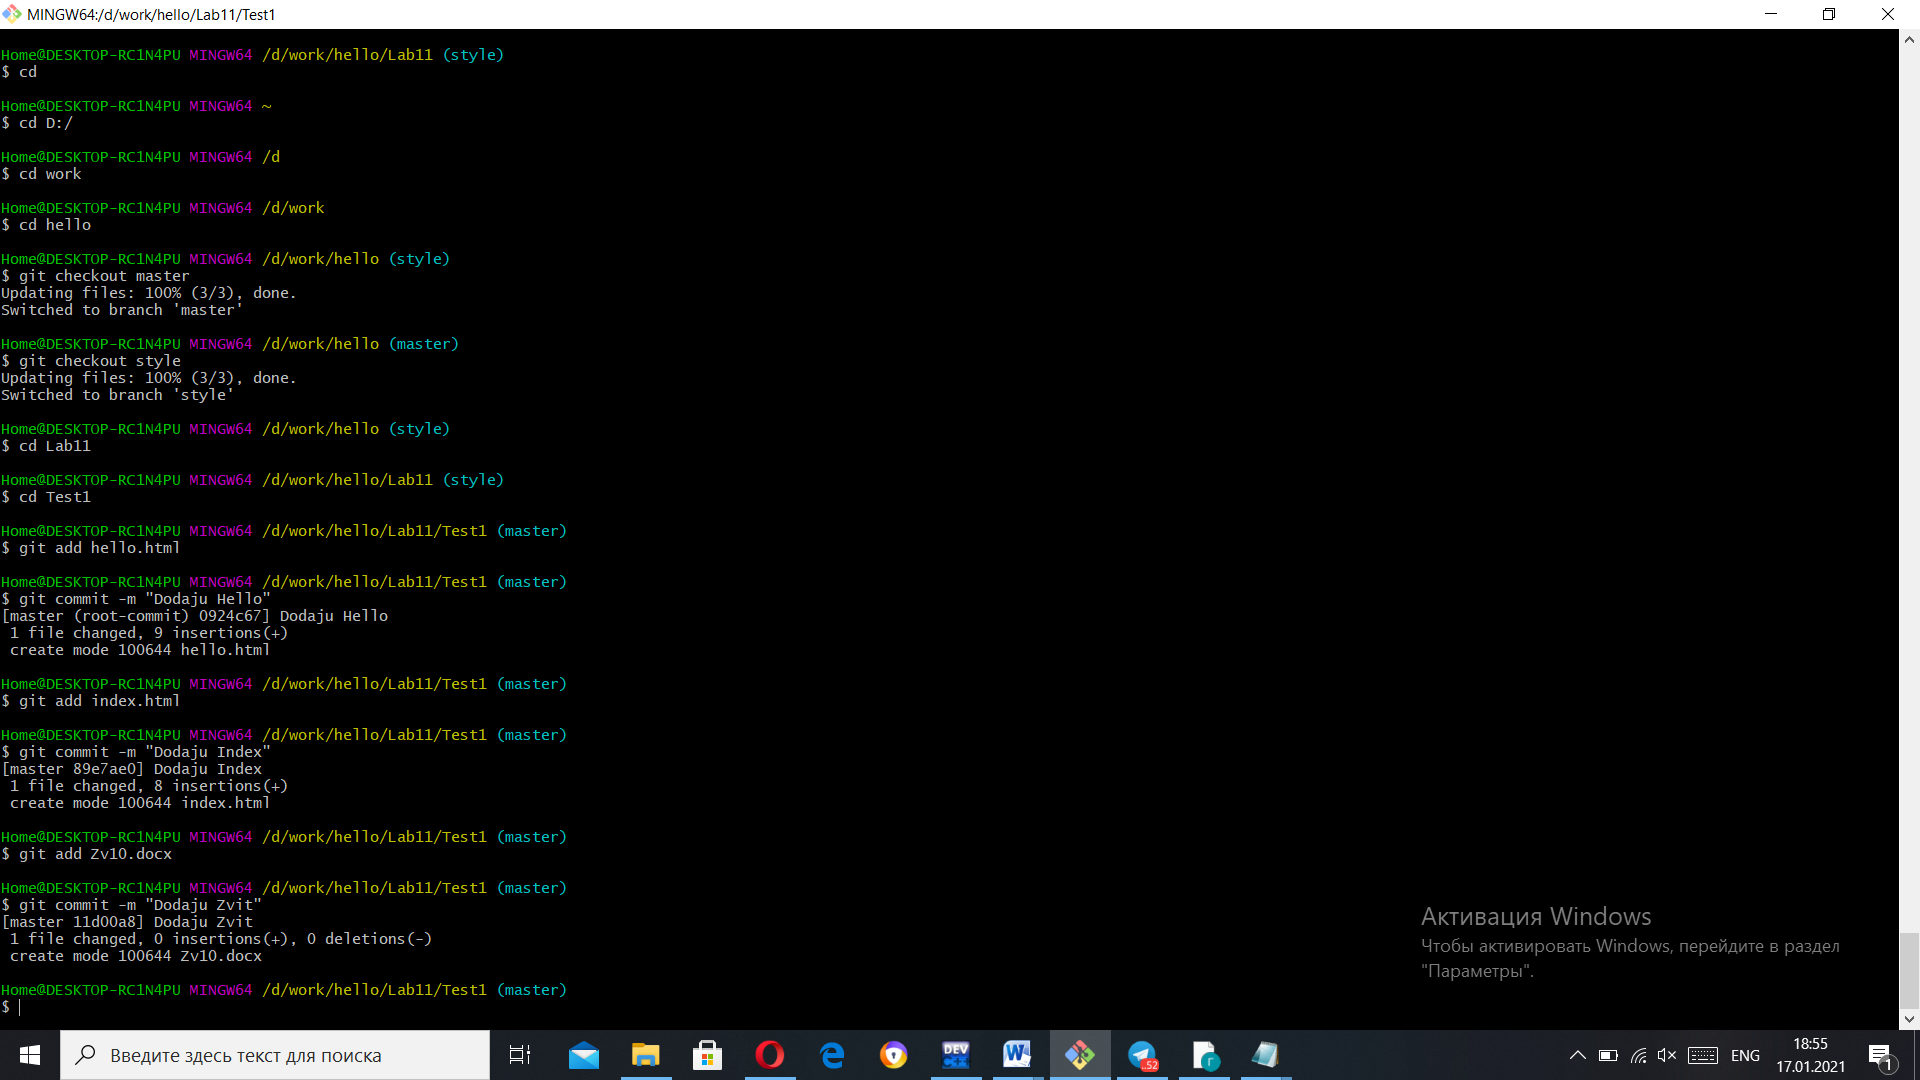 MINGW64:/d/work/hello/Lab11/Test1
Home@DESKTOP-RC1N4PU MINGW64 /d/work/hello/Lab11 (style)
$ cd
Home@DESKTOP-RC1N4PU MINGW64 ~
$ cd D:/
Home@DESKTOP-RC1N4PU MINGW64 /d
$ cd work
Home@DESKTOP-RC1N4PU MINGW64 /d/work
$ cd hello
Home@DESKTOP-RC1N4PU MINGW64 /d/work/hello (style)
$ git checkout master
Updating files: 100% (3/3), done.
Switched to branch 'master'
Home@DESKTOP-RC1N4PU MINGW64 /d/work/hello (master)
$ git checkout style
Updating files: 100% (3/3), done.
Switched to branch 'style'
Home@DESKTOP-RC1N4PU MINGW64 /d/work/hello (style)
$ cd Lab11
Home@DESKTOP-RC1N4PU MINGW64 /d/work/hello/Lab11 (style)
$ cd Test1
Home@DESKTOP-RC1N4PU MINGW64 /d/work/hello/Lab11/Test1 (master)
$ git add hello.html
Home@DESKTOP-RC1N4PU MINGW64 /d/work/hello/Lab11/Test1 (master)
$ git commit -m "Dodaju Hello"
[master (root-commit) 0924c67] Dodaju Hello
1 file changed, 9 insertions(+)
create mode 100644 hello.html
Home@DESKTOP-RC1N4PU MINGW64 /d/work/hello/Lab11/Test1 (master)
$ git add index.html
Home@DESKTOP-RC1N4PU MINGW64 /d/work/hello/Lab11/Test1 (master)
$ git commit -m "Dodaju Index"
[master 89e7ae0] Dodaju Index
1 file changed, 8 insertions(+)
create mode 100644 index.html
Home@DESKTOP-RC1N4PU MINGW64 /d/work/hello/Lab11/Test1 (master)
$ git add Zv10.docx
Home@DESKTOP-RC1N4PU MINGW64 /d/work/hello/Lab11/Test1 (master)
$ git commit -m "Dodaju Zvit"
[master 11d00a8] Dodaju Zvit
1 file changed, 0 insertions(+), 0 deletions(-)
create mode 100644 Zv10.docx
Home@DESKTOP-RC1N4PU MINGW64 /d/work/hello/Lab11/Test1 (master)
$
Активация Windows
Чтобы активировать Windows, перейдите в раздел
"Параметры".
Введите здесь текст для поиска
DEV
C++
W
..52
г
ENG
18:55
17.01.2021
1